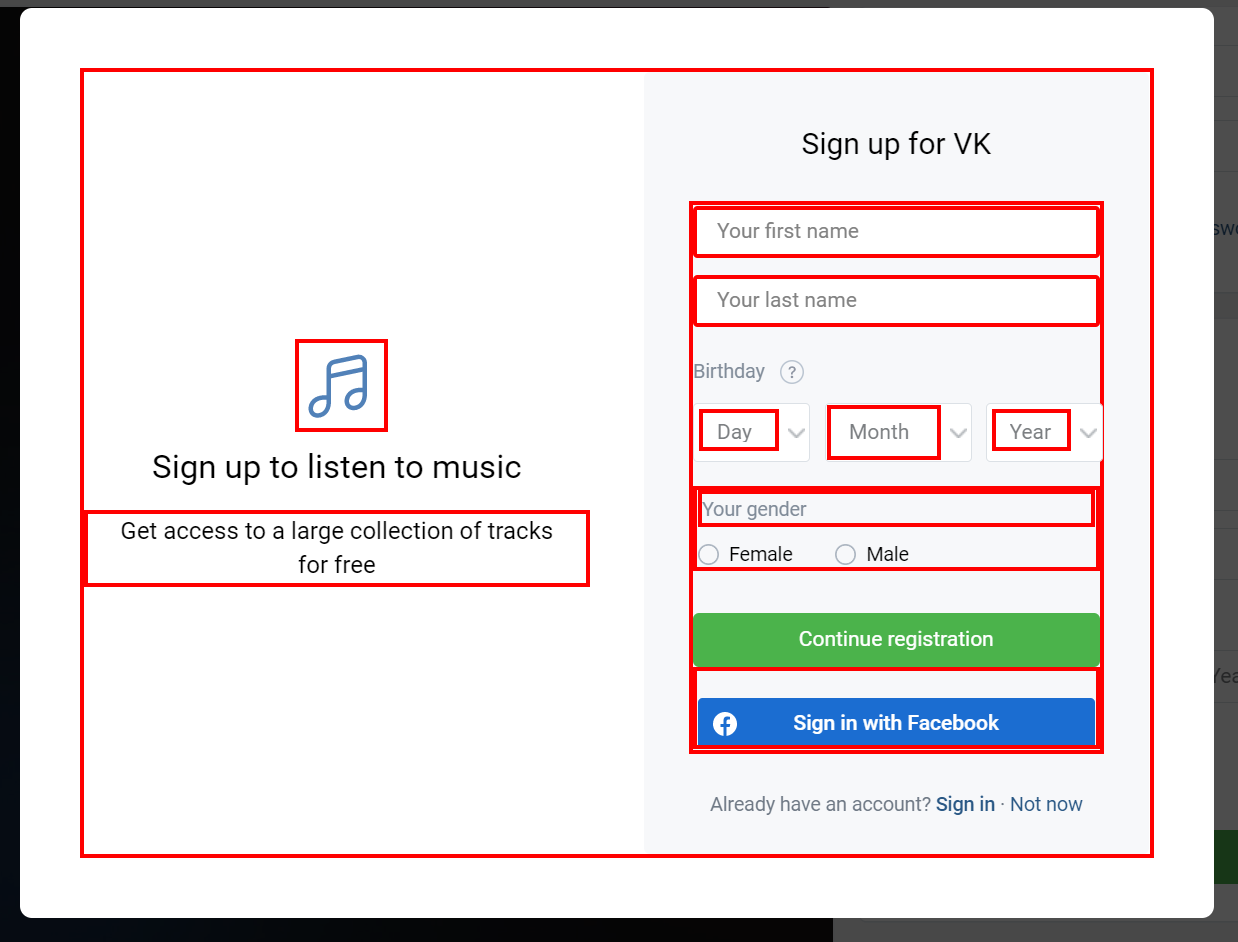 Sign up to listen to music
Get access to a large collection of tracks
for free
Sign up for VK
Your first name
Your last name
Birthday ?
Day Month Year
Your gender
Female Male
Continue registration
Sign in with Facebook
Already have an account? Sign in · Not now